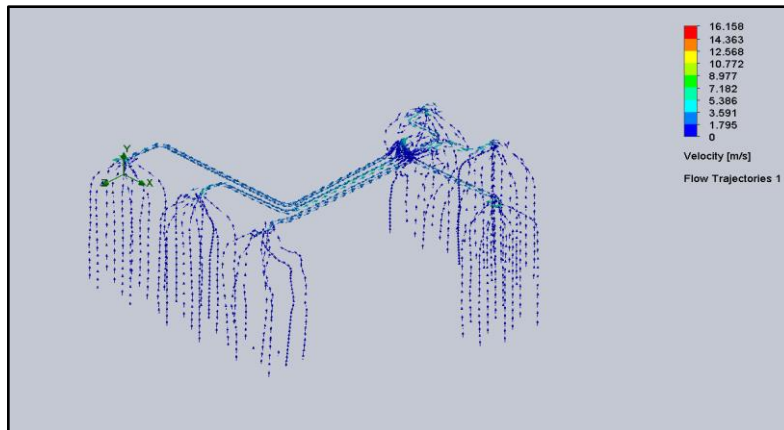 16.158
14.363
12.568
10.772
8.977
7.182
5.386
3.591
1.795
0
Velocity [m/s]
Flow Trajectories 1
Y
Z
X